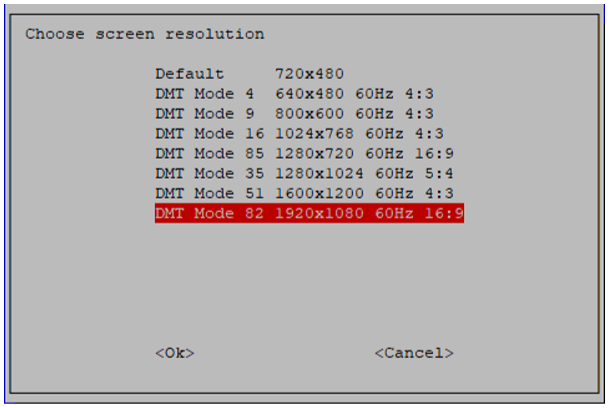 Choose screen resolution
Default 720x480
DMT Mode 4 640x480 60Hz 4:3
DMT Mode 9 800x600 60Hz 4:3
DMT Mode 16 1024x768 60Hz 4:3
DMT Mode 85 1280x720 60Hz 16:9
DMT Mode 35 1280x1024 60Hz 5:4
DMT Mode 51 1600x1200 60Hz 4:3
DMT Mode 82 1920x1080 60Hz 16:9
<Ok> <Cancel>